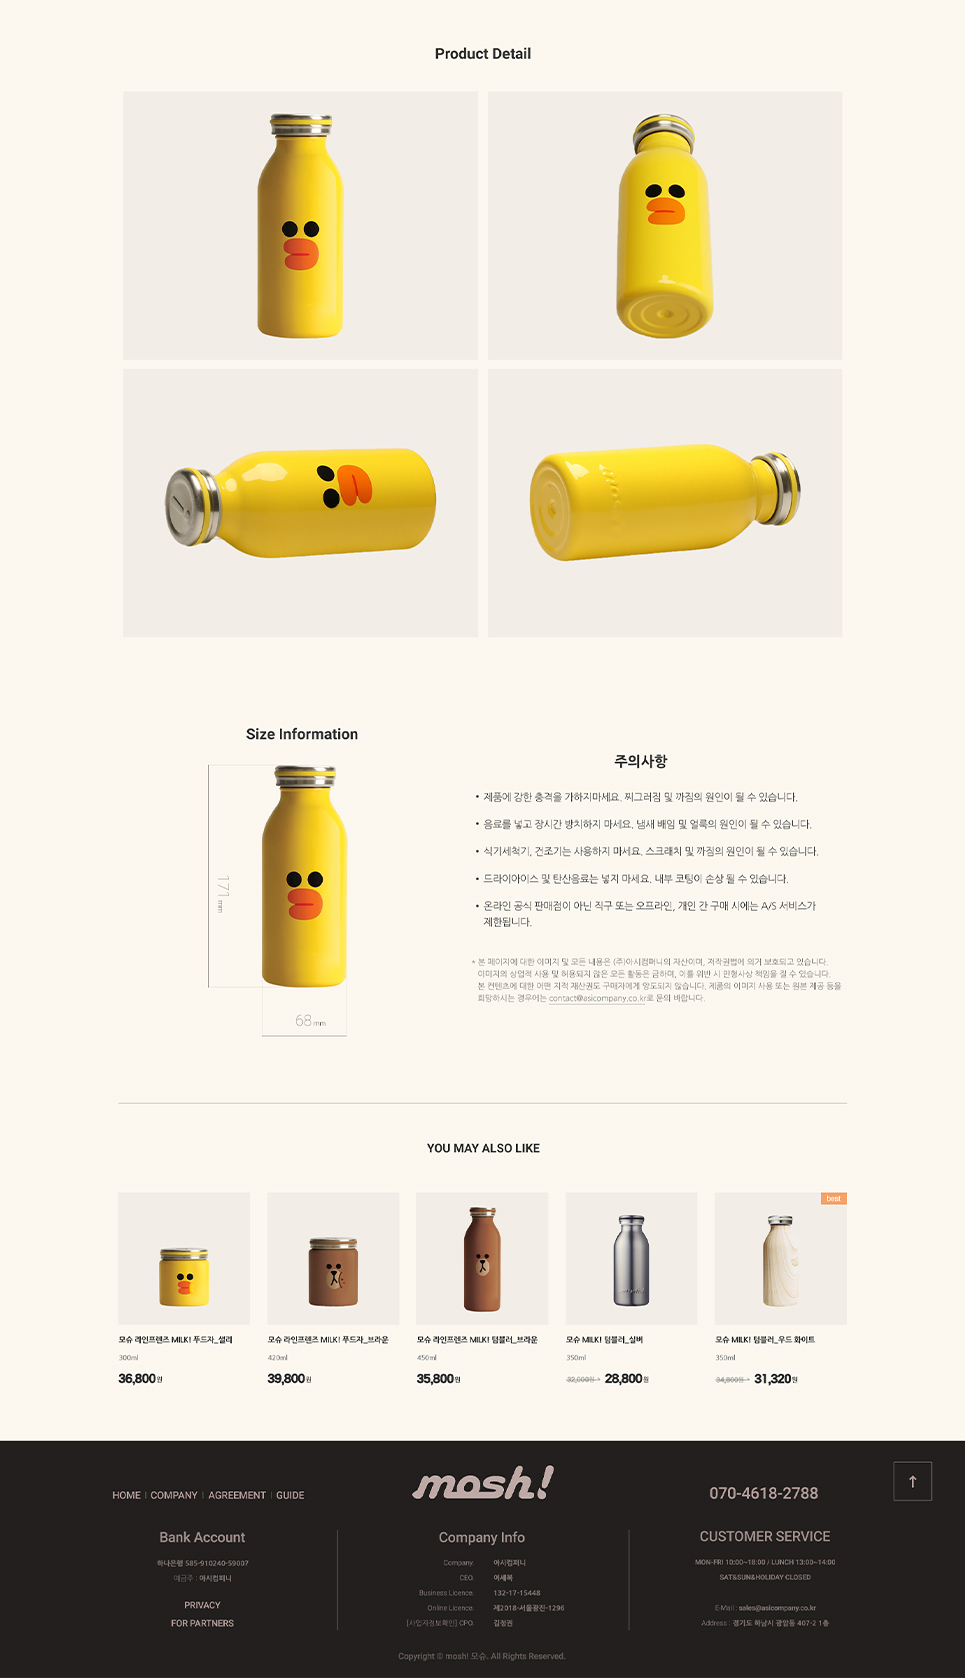 Product Detail
Size Information
171 mm
68 mm
주의사항
• 제품에 강한 충격을 가하지마세요. 찌그러짐 및 까짐의 원인이 될 수 있습니다.
• 음료를 넣고 장시간 방치하지 마세요. 냄새 배임 및 얼룩의 원인이 될 수 있습니다.
• 식기세척기, 건조기는 사용하지 마세요. 스크래치 및 까짐의 원인이 될 수 있습니다.
• 드라이아이스 및 탄산음료는 넣지 마세요. 내부 코팅이 손상 될 수 있습니다.
• 온라인 공식 판매점이 아닌 직구 또는 오프라인, 개인 간 구매 시에는 A/S 서비스가
제한됩니다.
* 본 페이지에 대한 이미지 및 모든 내용은 (주)아시컴퍼니의 자산이며, 저작권법에 의거 보호되고 있습니다.
이미지의 상업적 사용 및 허용되지 않은 모든 활동은 금하며, 이를 위반 시 민형사상 책임을 질 수 있습니다.
본 컨텐츠에 대한 어떤 지적 재산권도 구매자에게 양도되지 않습니다. 제품의 이미지 사용 또는 원본 제공 등을
희망하시는 경우에는 contact@asicompany.co.kr로 문의 바랍니다.
YOU MAY ALSO LIKE
best
모슈 라인프렌즈 MILK! 푸드자_샐리
300ml
36,800원
모슈 라인프렌즈 MILK! 푸드자_브라운
420ml
39,800원
모슈 라인프렌즈 MILK! 텀블러_브라운
450ml
35,800원
모슈 MILK! 텀블러_실버
350ml
32,000원 > 28,800원
모슈 MILK! 텀블러_우드 화이트
350ml
34,800원 > 31,320원
HOME | COMPANY | AGREEMENT | GUIDE
mosh!
070-4618-2788
↑
Bank Account
하나은행 585-910240-59007
예금주 : 아시컴퍼니
PRIVACY
FOR PARTNERS
Company Info
Company. 아시컴퍼니
CEO. 여세복
Business Licence. 132-17-15448
Online Licence. 제2018-서울광진-1296
[사업자정보확인] CPO. 김정권
CUSTOMER SERVICE
MON-FRI 10:00~18:00 / LUNCH 13:00~14:00
SAT&SUN&HOLIDAY CLOSED
E-Mail : sales@asicompany.co.kr
Address : 경기도 하남시 광암동 407-2 1층
Copyright © mosh! 모슈. All Rights Reserved.